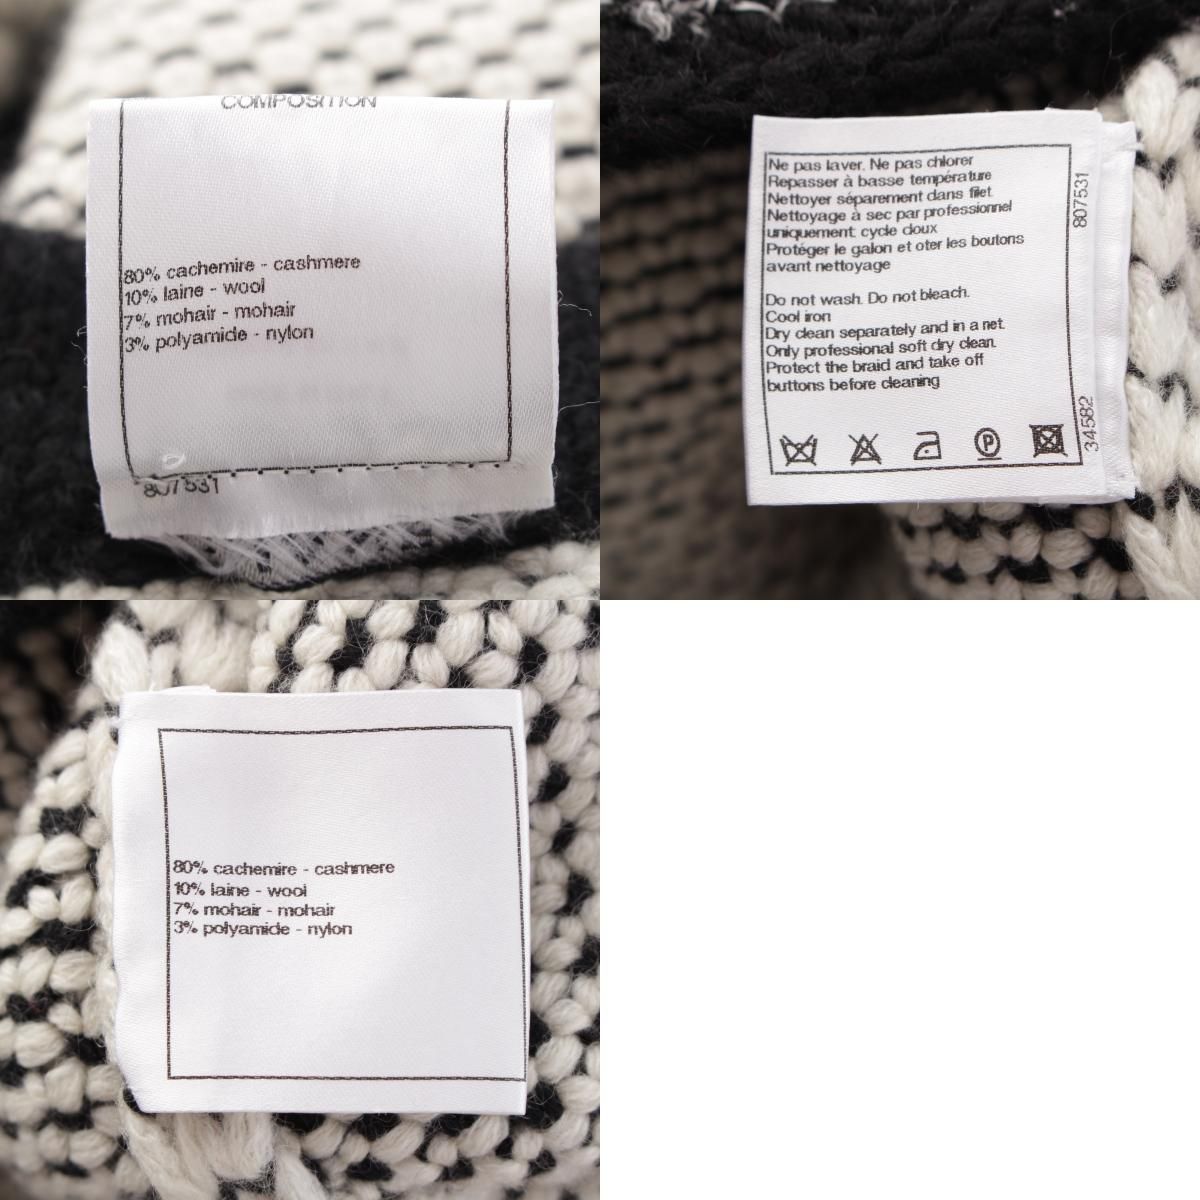 COMPOSITION
80% cachemire - cashmere
10% laine - wool
7% mohair - mohair
3% polyamide - nylon
807531
Ne pas laver. Ne pas chlorer
Repasser à basse température
Nettoyer séparement dans filet
Nettoyage à sec par professionnel
uniquement: cycle doux
Protéger le galon et oter les boutons
avant nettoyage
Do not wash. Do not bleach.
Cool iron
Dry clean separately and in a net.
Only professional soft dry clean.
Protect the braid and take off
buttons before cleaning
P
807531
34582
80% cachemire - cashmere
10% laine - wool
7% mohair - mohair
3% polyamide - nylon